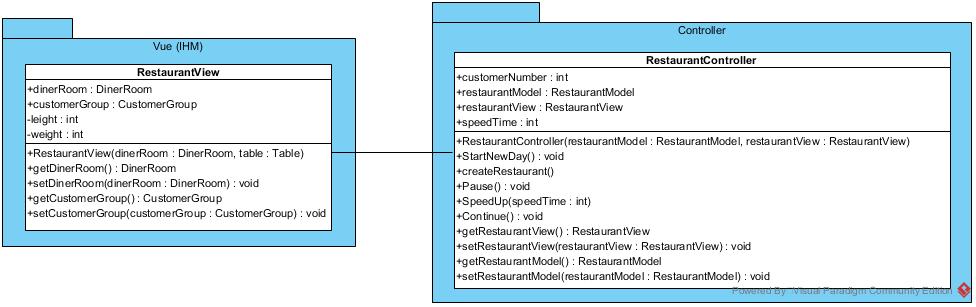 Vue (IHM)
RestaurantView
+dinerRoom : DinerRoom
+customerGroup : CustomerGroup
-leight : int
-weight : int
+RestaurantView(dinerRoom : DinerRoom, table : Table)
+getDinerRoom() : DinerRoom
+setDinerRoom(dinerRoom : DinerRoom) : void
+getCustomerGroup() : CustomerGroup
+setCustomerGroup(customerGroup : CustomerGroup) : void
Controller
RestaurantController
+customerNumber : int
+restaurantModel : RestaurantModel
+restaurantView : RestaurantView
+speedTime : int
+RestaurantController(restaurantModel : RestaurantModel, restaurantView : RestaurantView)
+StartNewDay() : void
+createRestaurant()
+Pause() : void
+SpeedUp(speedTime : int)
+Continue() : void
+getRestaurantView() : RestaurantView
+setRestaurantView(restaurantView : RestaurantView) : void
+getRestaurantModel() : RestaurantModel
+setRestaurantModel(restaurantModel : RestaurantModel) : void
Powered By Visual Paradigm Community Edition